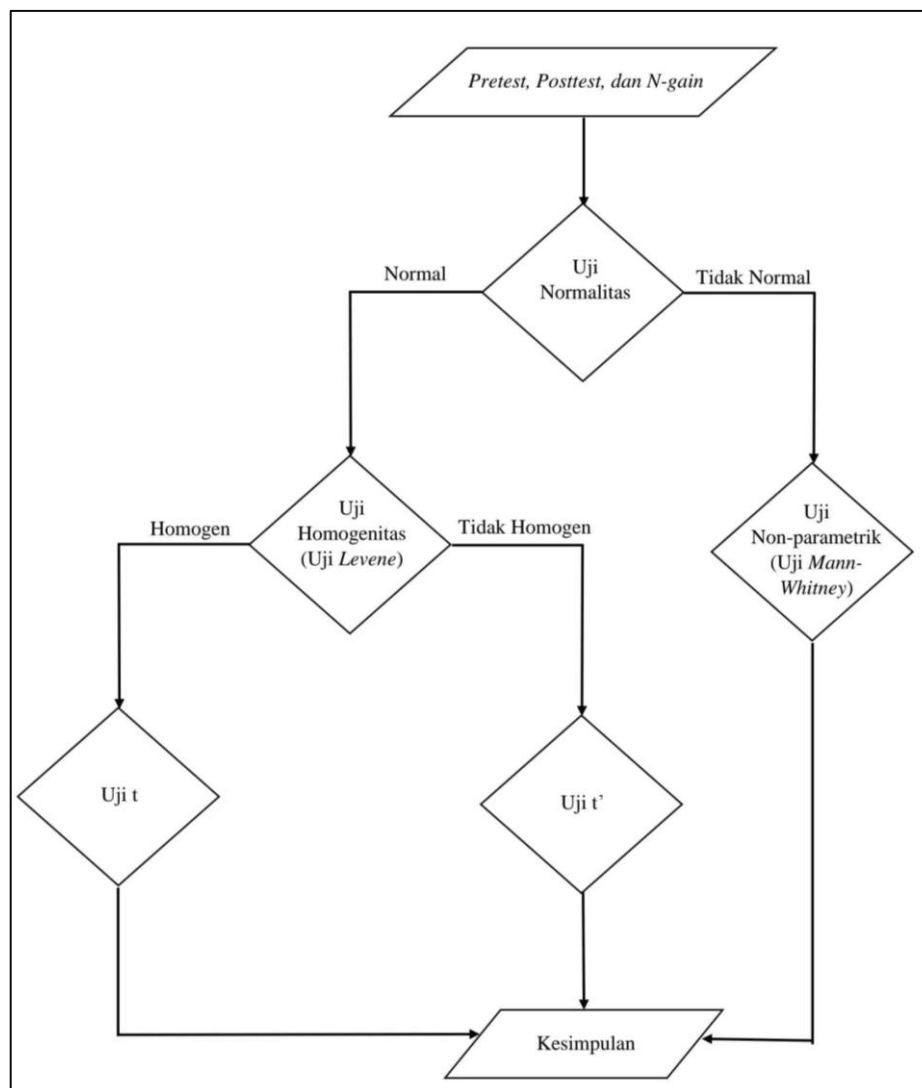 Pretest, Posttest, dan N-gain
Uji
Normalitas
Normal
Tidak Normal
Uji
Homogenitas
(Uji Levene)
Homogen
Tidak Homogen
Uji
Non-parametrik
(Uji Mann-
Whitney)
Uji t
Uji t’
Kesimpulan